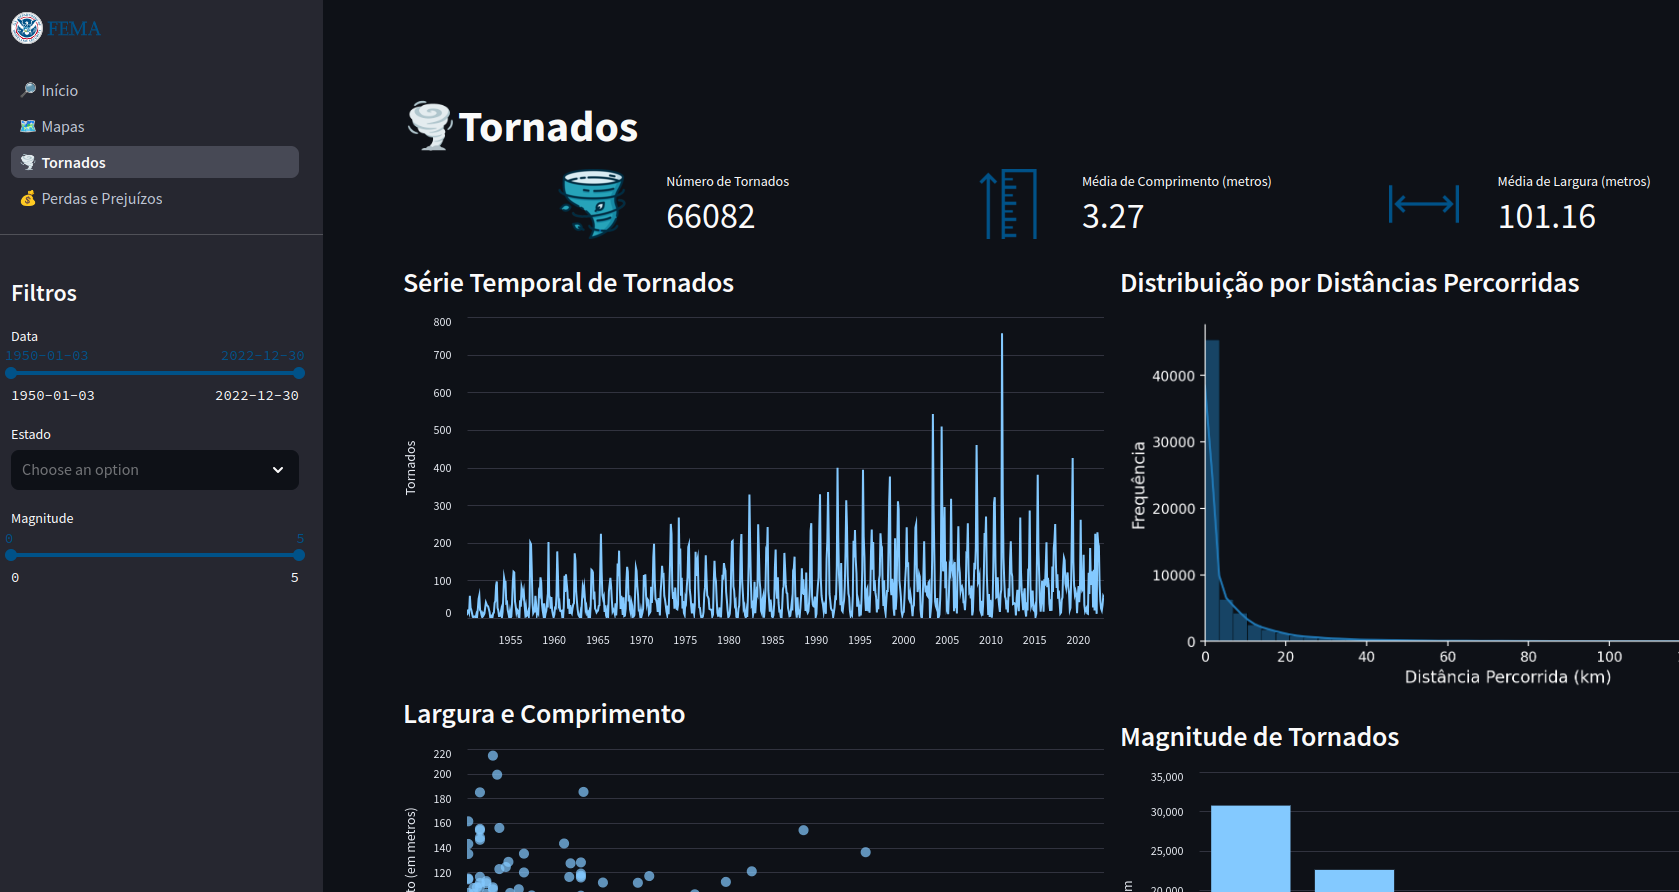 FEMA
Início
Mapas
Tornados
Perdas e Prejuízos
Filtros
Data
1950-01-03 2022-12-30
1950-01-03 2022-12-30
Estado
Choose an option
Magnitude
0 5
0 5
Tornados
Número de Tornados
66082
Média de Comprimento (metros)
3.27
Média de Largura (metros)
101.16
Série Temporal de Tornados
800
700
600
500
400
300
200
100
0
Tornados
1955 1960 1965 1970 1975 1980 1985 1990 1995 2000 2005 2010 2015 2020
Distribuição por Distâncias Percorridas
40000
30000
20000
10000
0
Frequência
0 20 40 60 80 100
Distância Percorrida (km)
Largura e Comprimento
220
200
180
160
140
120
(em metros)
Magnitude de Tornados
35,000
30,000
25,000
20,000